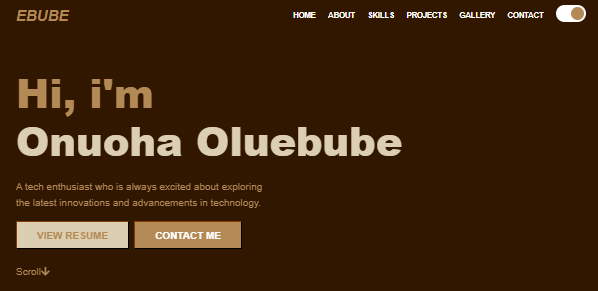 EBUBE
HOME ABOUT SKILLS PROJECTS GALLERY CONTACT
Hi, i'm
Onuoha Oluebube
A tech enthusiast who is always excited about exploring
the latest innovations and advancements in technology.
VIEW RESUME CONTACT ME
Scroll